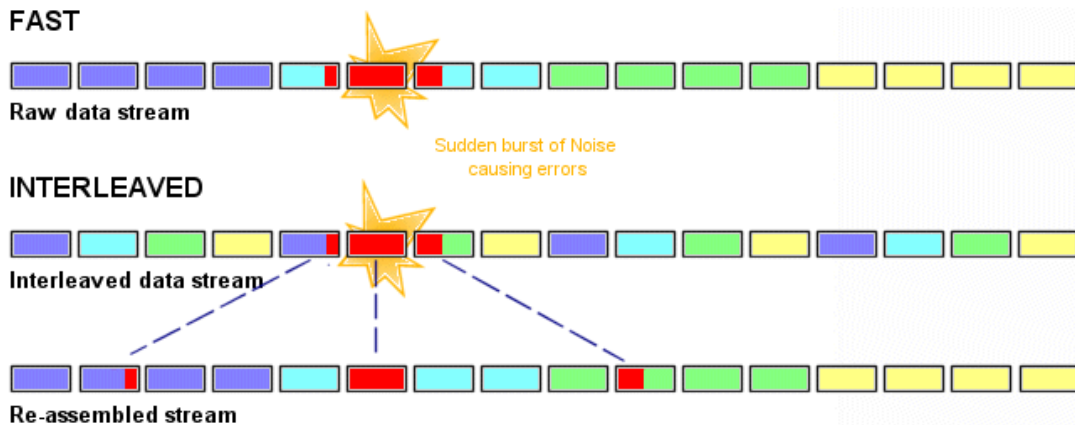 FAST
Raw data stream
Sudden burst of Noise
causing errors
INTERLEAVED
Interleaved data stream
Re-assembled stream